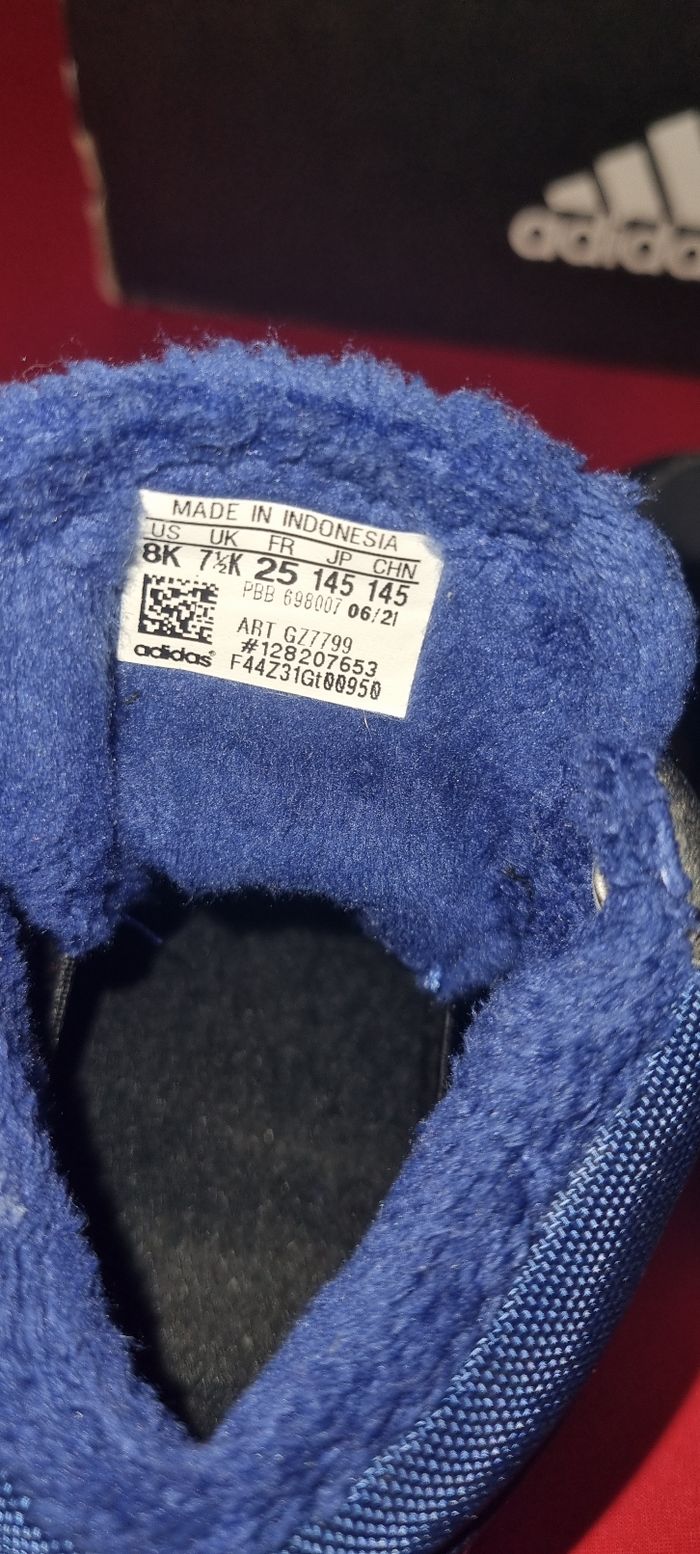 adidas
MADE IN INDONESIA
US UK FR JP CHN
8K 7½K 25 145 145
PBB 698007 06/21
ART GZ7799
#128207653
adidas F44Z31Gt00950